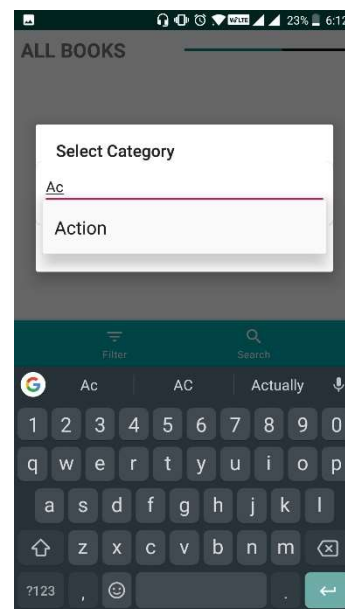 VoLTE 23% 6:12
ALL BOOKS
Select Category
Ac
Action
Filter Search
G Ac AC Actually
1 2 3 4 5 6 7 8 9 0
q w e r t y u i o p
a s d f g h j k l
z x c v b n m
?123 , .